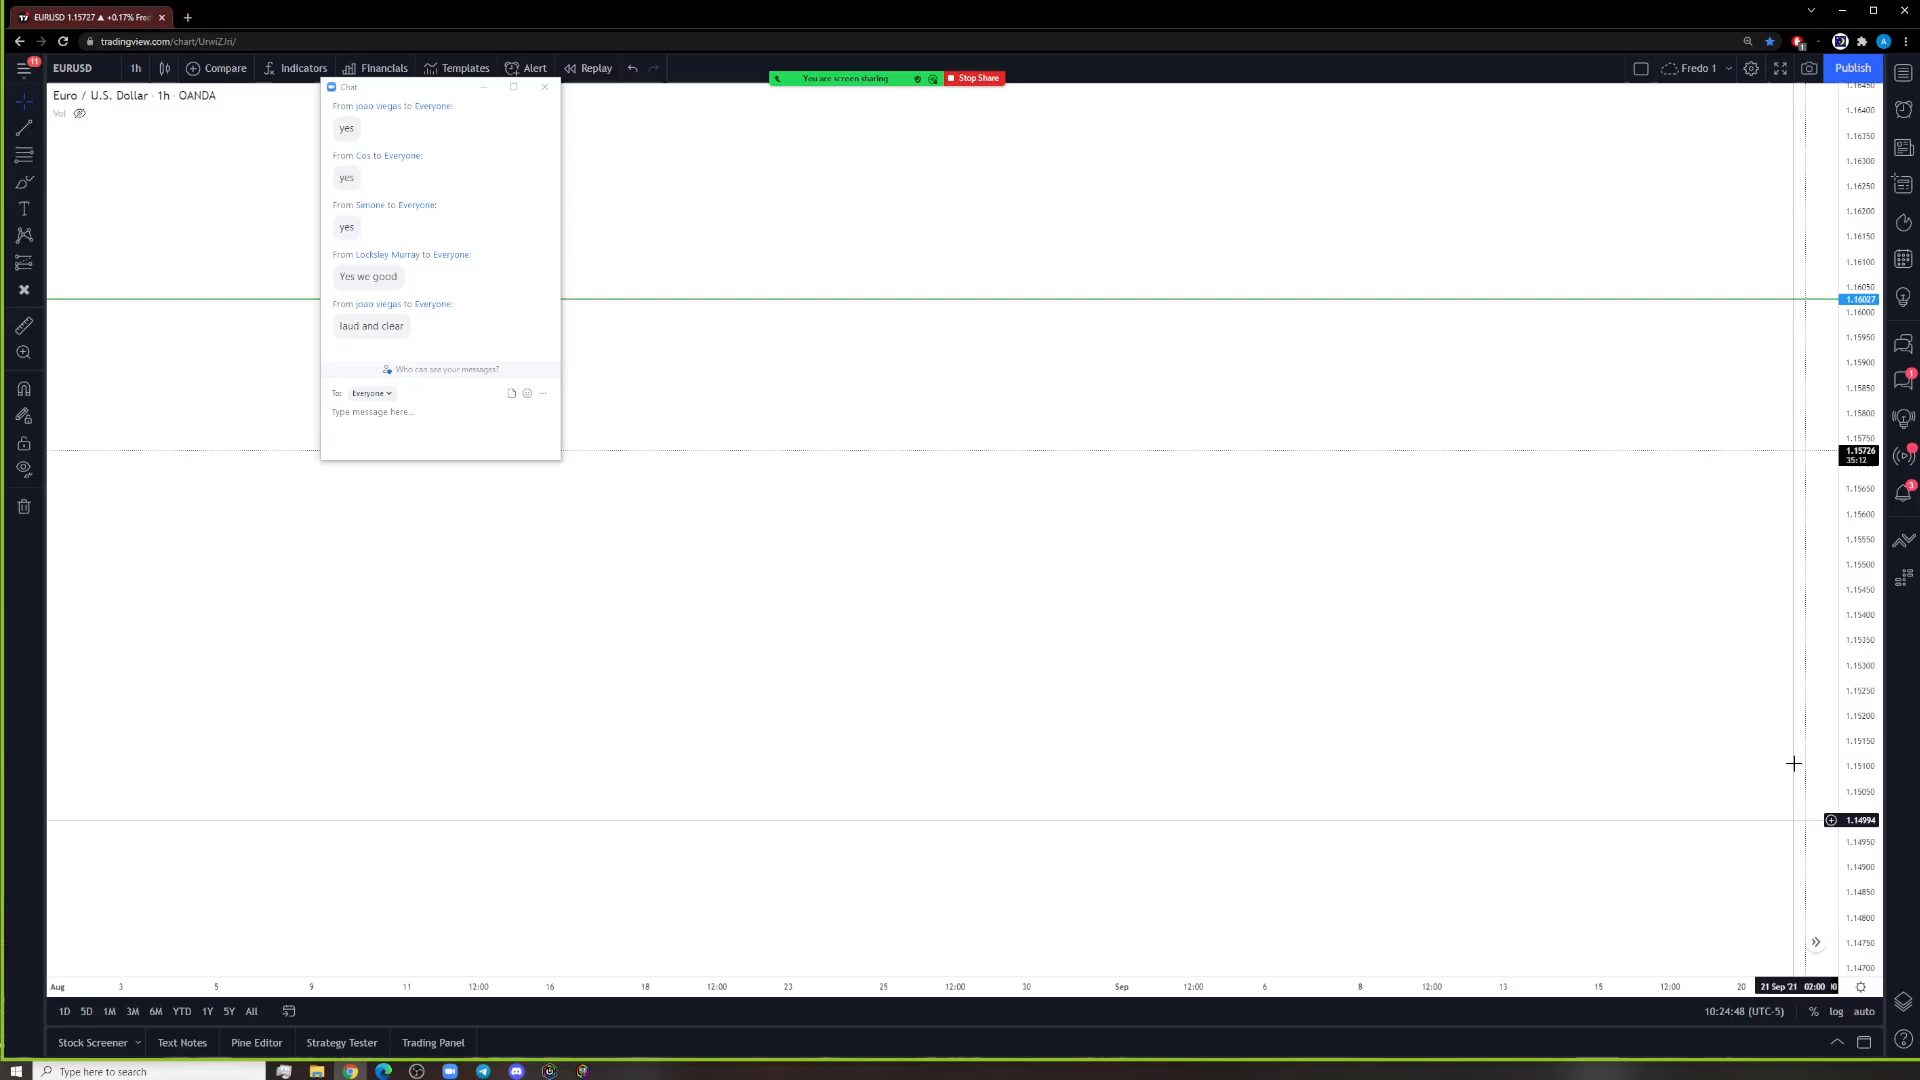 EURUSD 1.15727 ▲ +0.17% Fred
tradingview.com/chart/UrwiZJri/
1
A
11
EURUSD 1h Compare Indicators Financials Templates Alert Replay
Fredo 1 Publish
You are screen sharing Stop Share
Euro / U.S. Dollar · 1h · OANDA
Vol
Chat
From joao viegas to Everyone:
yes
From Cos to Everyone:
yes
From Simone to Everyone:
yes
From Locksley Murray to Everyone:
Yes we good
From joao viegas to Everyone:
laud and clear
Who can see your messages?
To: Everyone
Type message here...
1.16450
1.16400
1.16350
1.16300
1.16250
1.16200
1.16150
1.16100
1.16050
1.16027
1.16000
1.15950
1.15900
1.15850
1.15800
1.15750
1.15726
35:12
1.15650
1.15600
1.15550
1.15500
1.15450
1.15400
1.15350
1.15300
1.15250
1.15200
1.15150
1.15100
1.15050
1.14994
1.14950
1.14900
1.14850
1.14800
1.14750
1.14700
1
3
Aug 3 5 9 11 12:00 16 18 12:00 23 25 12:00 30 Sep 12:00 6 8 12:00 13 15 12:00 20 21 Sep '21 02:00
1D 5D 1M 3M 6M YTD 1Y 5Y All
10:24:48 (UTC-5) % log auto
Stock Screener Text Notes Pine Editor Strategy Tester Trading Panel
Type here to search